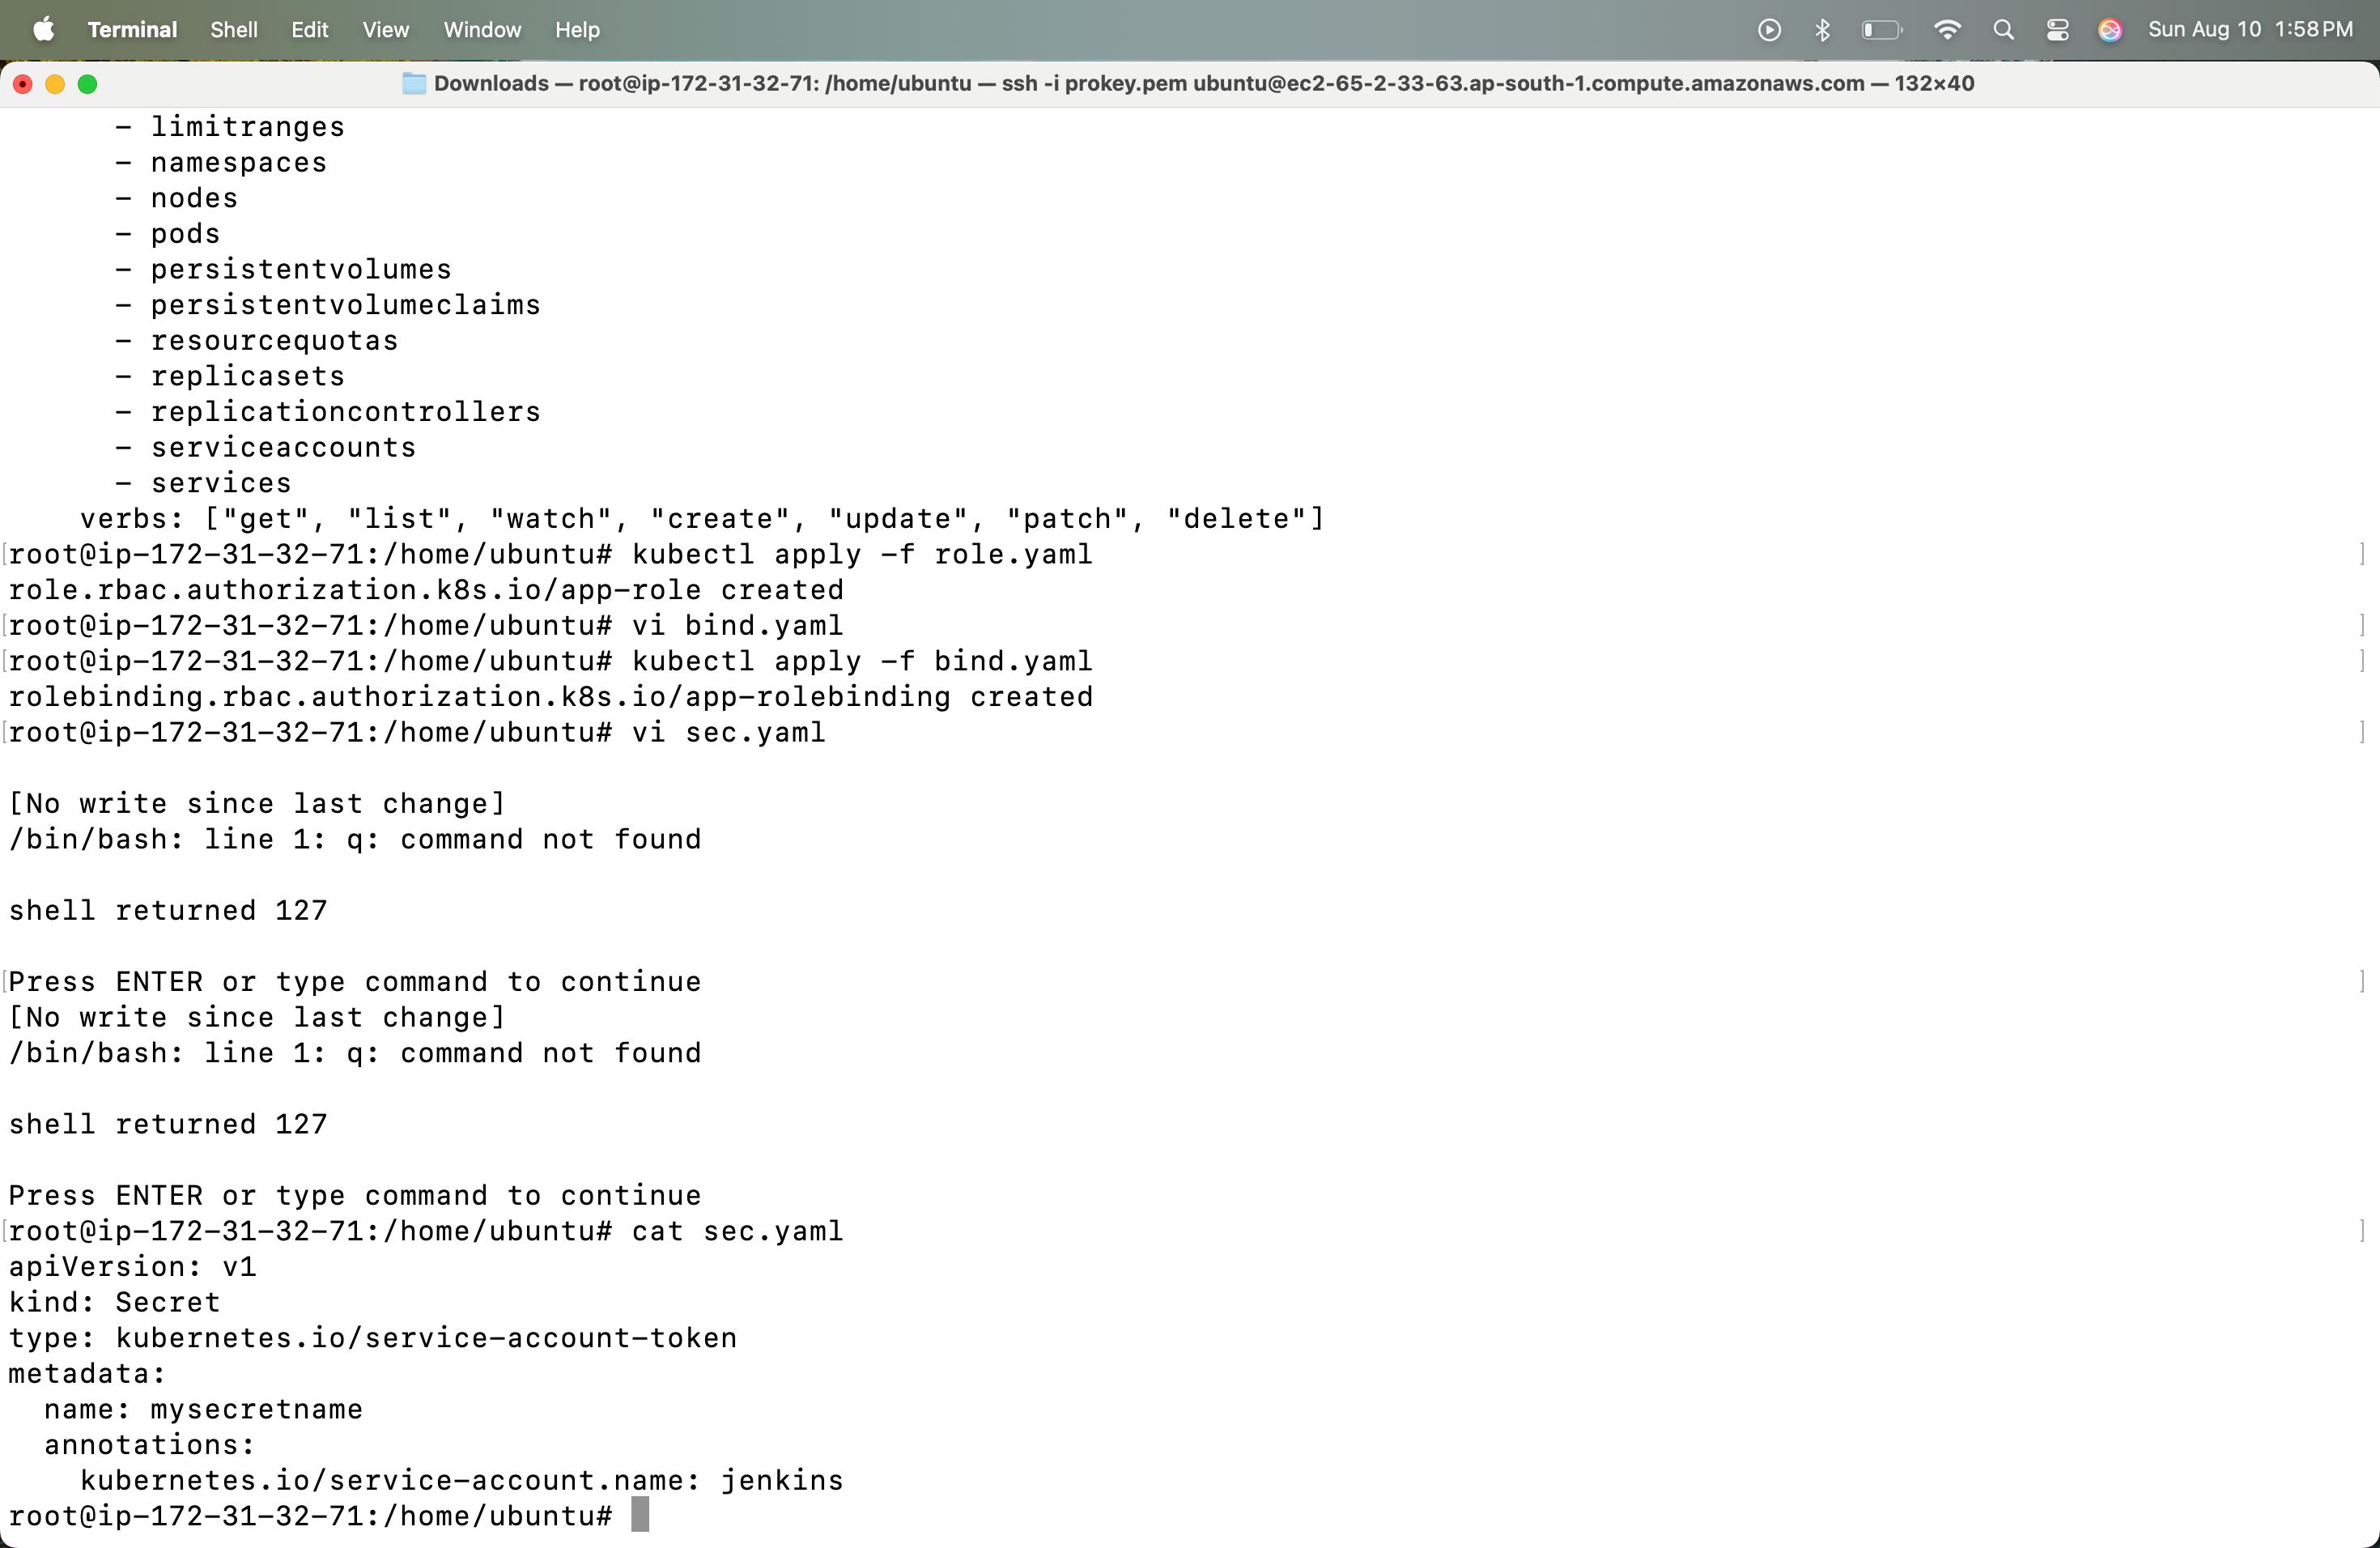 Terminal Shell Edit View Window Help Sun Aug 10 1:58 PM
Downloads — root@ip-172-31-32-71: /home/ubuntu — ssh -i prokey.pem ubuntu@ec2-65-2-33-63.ap-south-1.compute.amazonaws.com — 132×40
      - limitranges
      - namespaces
      - nodes
      - pods
      - persistentvolumes
      - persistentvolumeclaims
      - resourcequotas
      - replicasets
      - replicationcontrollers
      - serviceaccounts
      - services
    verbs: ["get", "list", "watch", "create", "update", "patch", "delete"]
[root@ip-172-31-32-71:/home/ubuntu# kubectl apply -f role.yaml ]
role.rbac.authorization.k8s.io/app-role created
[root@ip-172-31-32-71:/home/ubuntu# vi bind.yaml ]
[root@ip-172-31-32-71:/home/ubuntu# kubectl apply -f bind.yaml ]
rolebinding.rbac.authorization.k8s.io/app-rolebinding created
[root@ip-172-31-32-71:/home/ubuntu# vi sec.yaml ]
[No write since last change]
/bin/bash: line 1: q: command not found
shell returned 127
[Press ENTER or type command to continue ]
[No write since last change]
/bin/bash: line 1: q: command not found
shell returned 127
Press ENTER or type command to continue
[root@ip-172-31-32-71:/home/ubuntu# cat sec.yaml ]
apiVersion: v1
kind: Secret
type: kubernetes.io/service-account-token
metadata:
  name: mysecretname
  annotations:
    kubernetes.io/service-account.name: jenkins
root@ip-172-31-32-71:/home/ubuntu#